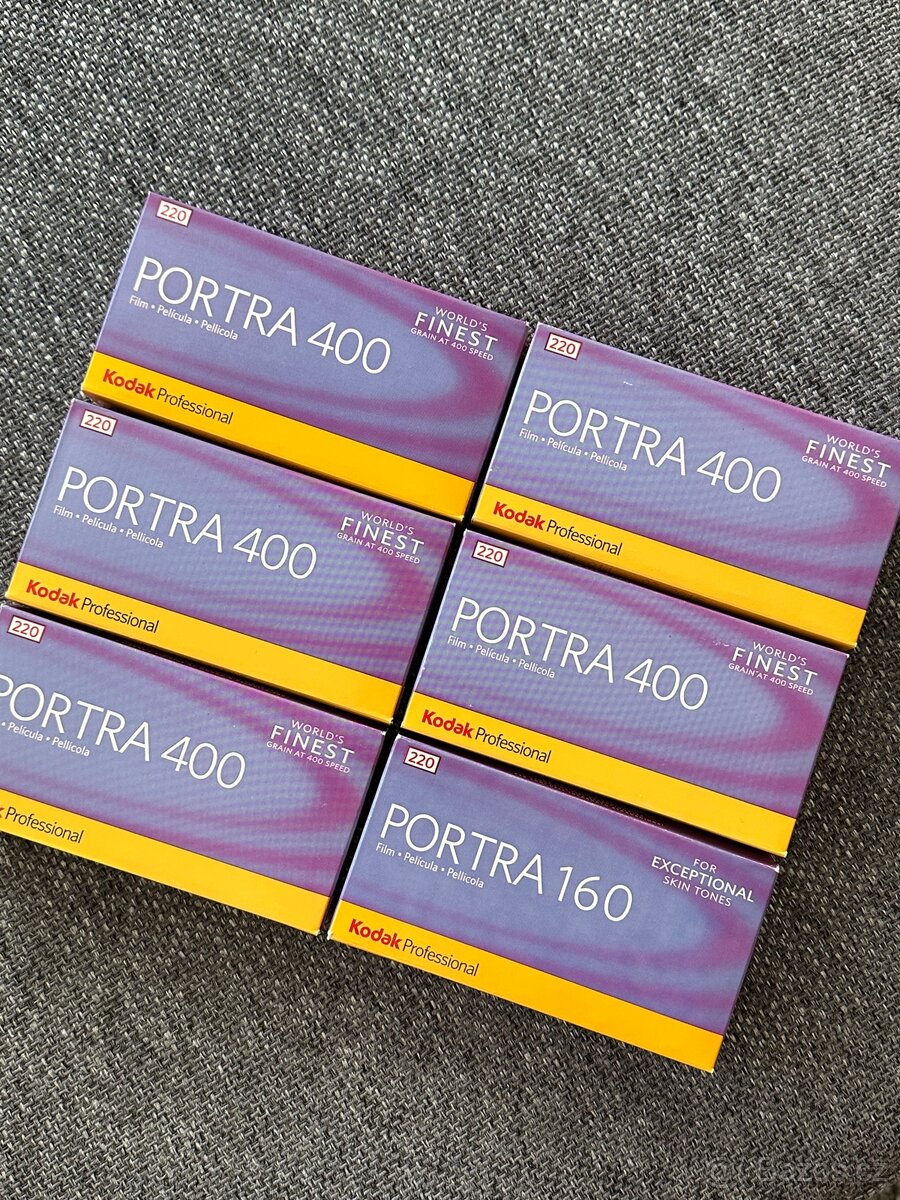 220
PORTRA 400
Film • Película • Pellicola
WORLD'S
FINEST
GRAIN AT 400 SPEED
Kodak Professional
220
PORTRA 400
Film • Película • Pellicola
WORLD'S
FINEST
GRAIN AT 400 SPEED
Kodak Professional
220
PORTRA 400
Film • Película • Pellicola
WORLD'S
FINEST
GRAIN AT 400 SPEED
Kodak Professional
220
PORTRA 400
Film • Película • Pellicola
WORLD'S
FINEST
GRAIN AT 400 SPEED
Kodak Professional
220
PORTRA 400
• Película • Pellicola
WORLD'S
FINEST
GRAIN AT 400 SPEED
Professional
220
PORTRA 160
Film • Película • Pellicola
FOR
EXCEPTIONAL
SKIN TONES
Kodak Professional